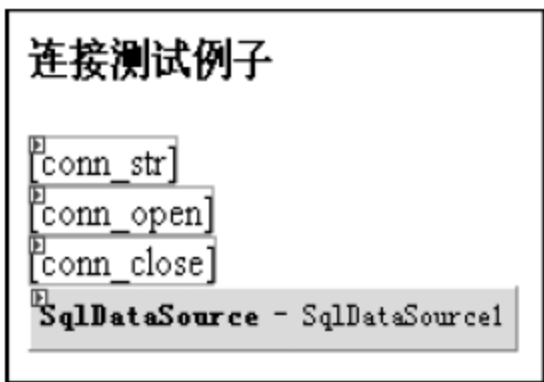 连接测试例子
[conn_str]
[conn_open]
[conn_close]
SqlDataSource - SqlDataSource1